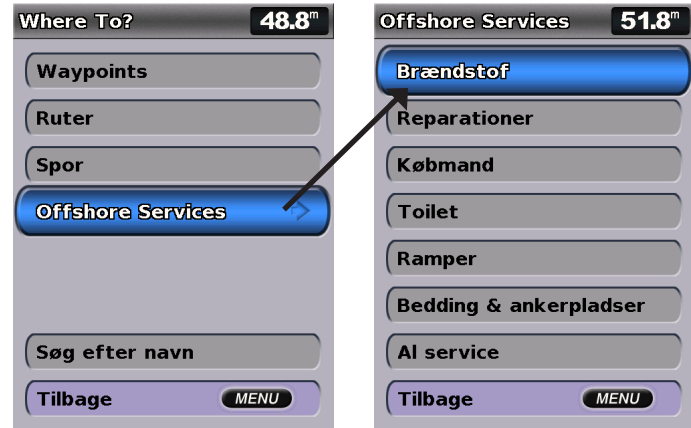 Where To? 48.8m
Waypoints
Ruter
Spor
Offshore Services
Søg efter navn
Tilbage MENU
Offshore Services 51.8m
Brændstof
Reparationer
Købmand
Toilet
Ramper
Bedding & ankerpladser
Al service
Tilbage MENU